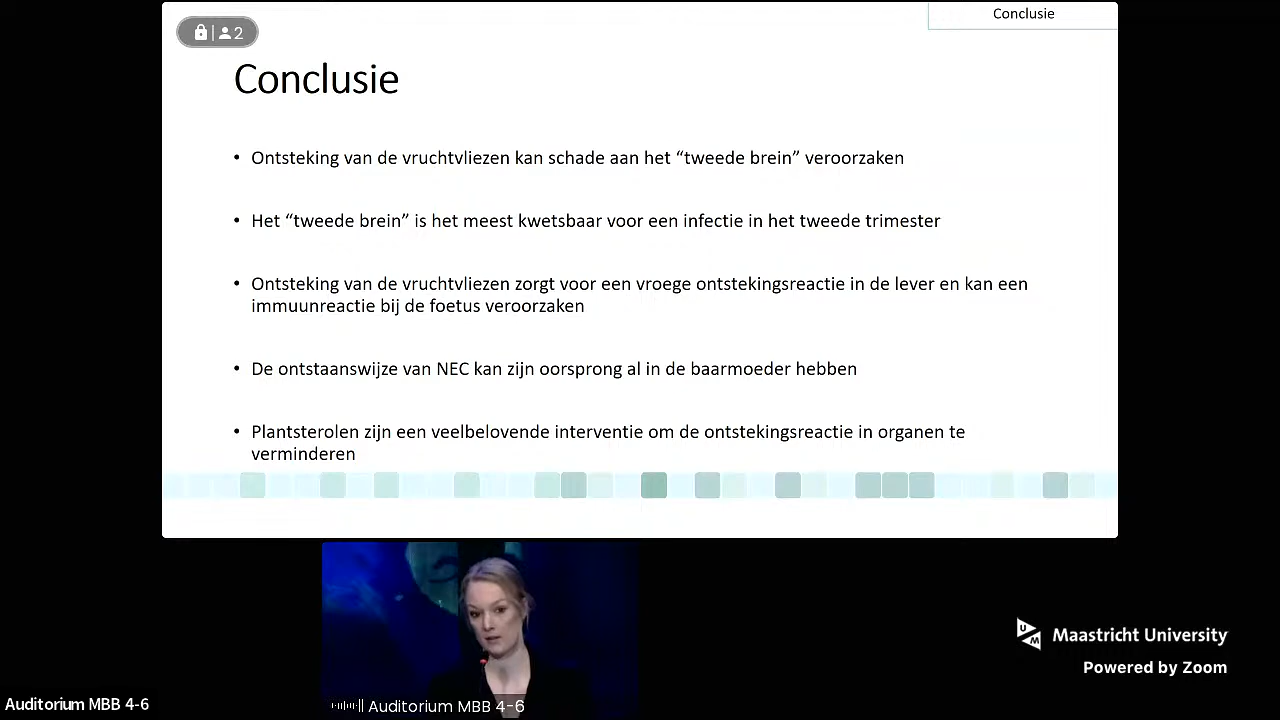 Conclusie
2
Conclusie
• Ontsteking van de vruchtvliezen kan schade aan het “tweede brein” veroorzaken
• Het “tweede brein” is het meest kwetsbaar voor een infectie in het tweede trimester
• Ontsteking van de vruchtvliezen zorgt voor een vroege ontstekingsreactie in de lever en kan een
immuunreactie bij de foetus veroorzaken
• De ontstaanswijze van NEC kan zijn oorsprong al in de baarmoeder hebben
• Plantsterolen zijn een veelbelovende interventie om de ontstekingsreactie in organen te
verminderen
UM Maastricht University
Powered by Zoom
Auditorium MBB 4-6
Auditorium MBB 4-6